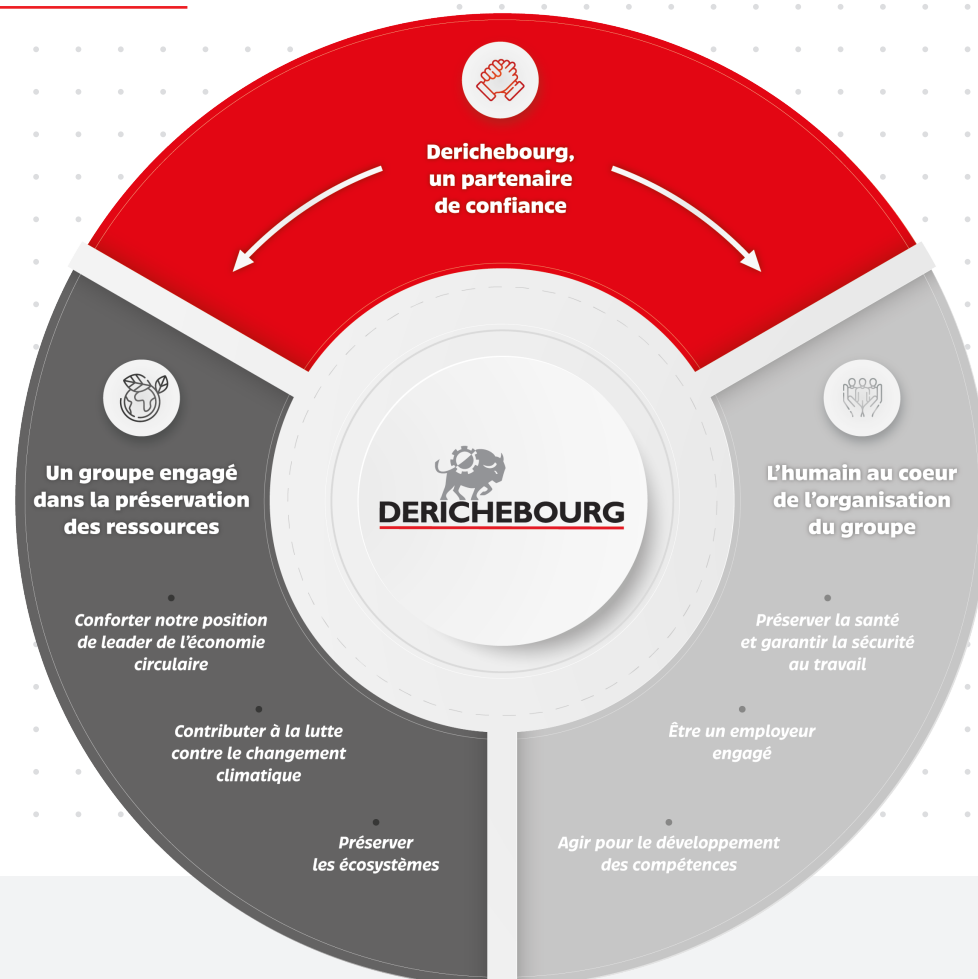 Derichebourg,
un partenaire
de confiance
Un groupe engagé
dans la préservation
des ressources
Conforter notre position
de leader de l'économie
circulaire
Contributer à la lutte
contre le changement
climatique
Préserver
les écosystèmes
DERICHEBOURG
L'humain au coeur
de l'organisation
du groupe
Préserver la santé
et garantir la sécurité
au travail
Être un employeur
engagé
Agir pour le développement
des compétences